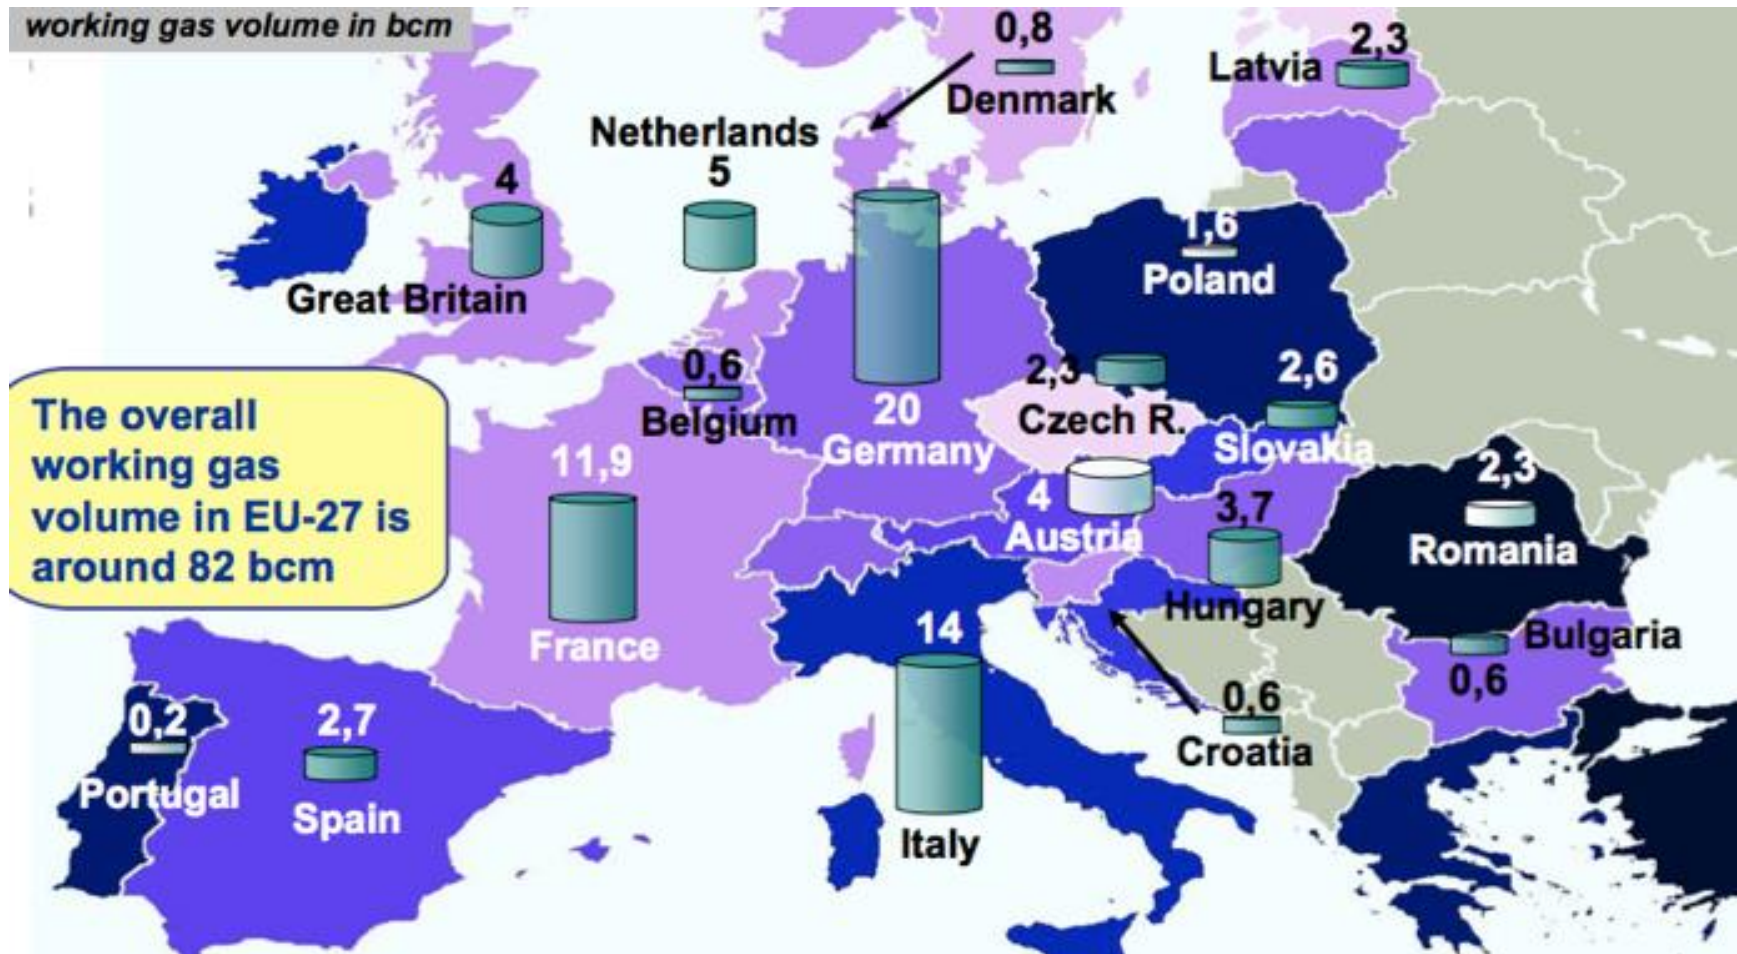 working gas volume in bcm
0,8
Denmark
2,3
Latvia
Netherlands
5
4
Great Britain
1,6
Poland
0,6
Belgium
20
Germany
2,3
Czech R.
2,6
Slovakia
The overall
working gas
volume in EU-27 is
around 82 bcm
11,9
France
4
Austria
3,7
Hungary
2,3
Romania
14
Italy
Bulgaria
0,6
0,6
Croatia
0,2
Portugal
2,7
Spain